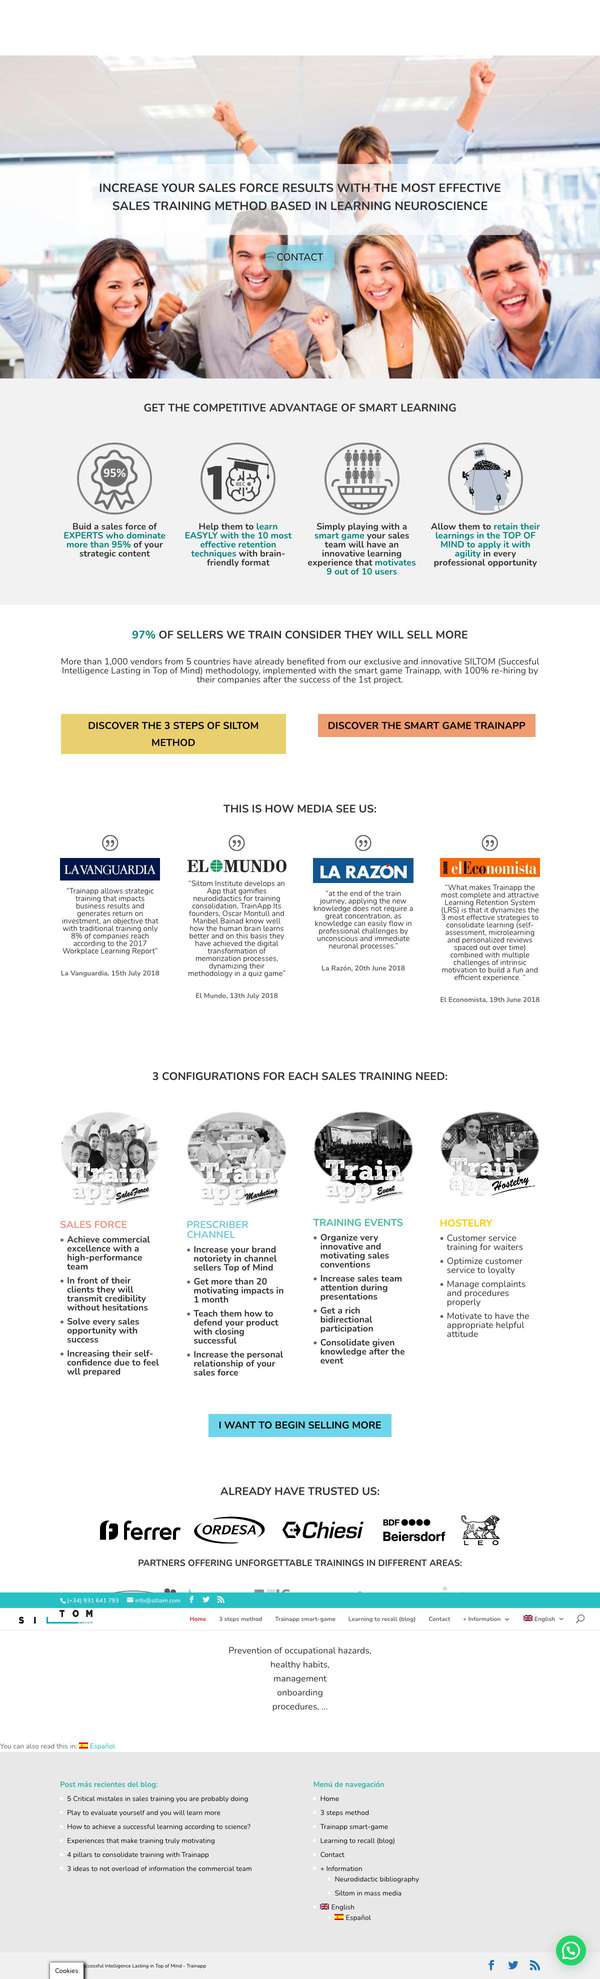 INCREASE YOUR SALES FORCE RESULTS WITH THE MOST EFFECTIVE
SALES TRAINING METHOD BASED IN LEARNING NEUROSCIENCE
CONTACT
GET THE COMPETITIVE ADVANTAGE OF SMART LEARNING
95%
10
Buid a sales force of
EXPERTS who dominate
more than 95% of your
strategic content
Help them to learn
EASYLY with the 10 most
effective retention
techniques with brain-
friendly format
Simply playing with a
smart game your sales
team will have an
innovative learning
experience that motivates
9 out of 10 users
Allow them to retain their
learnings in the TOP OF
MIND to apply it with
agility in every
professional opportunity
97% OF SELLERS WE TRAIN CONSIDER THEY WILL SELL MORE
More than 1,000 vendors from 5 countries have already benefited from our exclusive and innovative SILTOM (Succesful
Intelligence Lasting in Top of Mind) methodology, implemented with the smart game Trainapp, with 100% re-hiring by
their companies after the success of the 1st project.
DISCOVER THE 3 STEPS OF SILTOM
METHOD
DISCOVER THE SMART GAME TRAINAPP
THIS IS HOW MEDIA SEE US:
LAVANGUARDIA
"Trainapp allows strategic
training that impacts
business results and
generates return on
investment, an objective that
with traditional training only
8% of companies reach
according to the 2017
Workplace Learning Report"
La Vanguardia, 15th July 2018
EL MUNDO
"Siltom Institute develops an
App that gamifies
neurodidactics for training
consolidation. TrainApp Its
founders, Oscar Montull and
Maribel Bainad know well
how the human brain learns
better and on this basis they
have achieved the digital
transformation of
memorization processes,
dynamizing their
methodology in a quiz game"
El Mundo, 13th July 2018
LA RAZÓN
"at the end of the train
journey, applying the new
knowledge does not require a
great concentration, as
knowledge can easily flow in
professional challenges by
unconscious and immediate
neuronal processes."
La Razón, 20th June 2018
elEconomista
"What makes Trainapp the
most complete and attractive
Learning Retention System
(LRS) is that it dynamizes the
3 most effective strategies to
consolidate learning (self-
assessment, microlearning
and personalized reviews
spaced out over time)
combined with multiple
challenges of intrinsic
motivation to build a fun and
efficient experience. "
El Economista, 19th June 2018
3 CONFIGURATIONS FOR EACH SALES TRAINING NEED:
Train app SalesForce
Train app Marketing
Train app Event
Train app Hostelry
SALES FORCE
• Achieve commercial
excellence with a
high-performance
team
• In front of their
clients they will
transmit credibility
without hesitations
• Solve every sales
opportunity with
success
• Increasing their self-
confidence due to feel
wll prepared
PRESCRIBER
CHANNEL
• Increase your brand
notoriety in channel
sellers Top of Mind
• Get more than 20
motivating impacts in
1 month
• Teach them how to
defend your product
with closing
successful
• Increase the personal
relationship of your
sales force
TRAINING EVENTS
• Organize very
innovative and
motivating sales
conventions
• Increase sales team
attention during
presentations
• Get a rich
bidirectional
participation
• Consolidate given
knowledge after the
event
HOSTELRY
• Customer service
training for waiters
• Optimize customer
service to loyalty
• Manage complaints
and procedures
properly
• Motivate to have the
appropriate helpful
attitude
I WANT TO BEGIN SELLING MORE
ALREADY HAVE TRUSTED US:
ferrer
ORDESA
Chiesi
BDF
Beiersdorf
LEO
PARTNERS OFFERING UNFORGETTABLE TRAININGS IN DIFFERENT AREAS:
(+34) 931 641 793 info@siltom.com
SILTOM
Home 3 steps method Trainapp smart-game Learning to recall (blog) Contact + Information English
Prevention of occupational hazards,
healthy habits,
management
onboarding
procedures, ...
You can also read this in: Español
Post más recientes del blog:
5 Critical mistales in sales training you are probably doing
Play to evaluate yourself and you will learn more
How to achieve a successful learning according to science?
Experiences that make training truly motivating
4 pillars to consolidate training with Trainapp
3 ideas to not overload of information the commercial team
Menú de navegación
Home
3 steps method
Trainapp smart-game
Learning to recall (blog)
Contact
+ Information
Neurodidactic bibliography
Siltom in mass media
English
Español
Cookies
Intelligence Lasting in Top of Mind - Trainapp